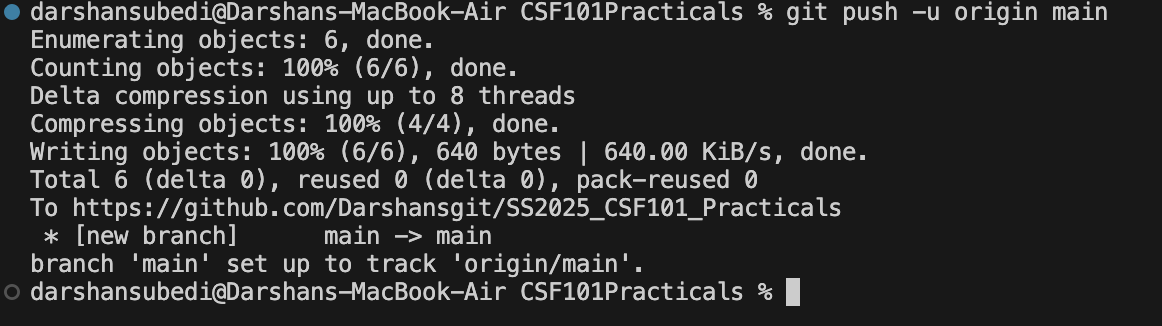 darshansubedi@Darshans-MacBook-Air CSF101Practicals % git push -u origin main
Enumerating objects: 6, done.
Counting objects: 100% (6/6), done.
Delta compression using up to 8 threads
Compressing objects: 100% (4/4), done.
Writing objects: 100% (6/6), 640 bytes | 640.00 KiB/s, done.
Total 6 (delta 0), reused 0 (delta 0), pack-reused 0
To https://github.com/Darshansgit/SS2025_CSF101_Practicals
 * [new branch]      main -> main
branch 'main' set up to track 'origin/main'.
darshansubedi@Darshans-MacBook-Air CSF101Practicals %